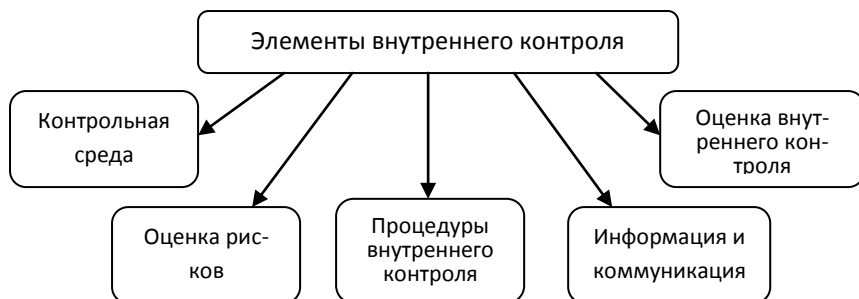 Элементы внутреннего контроля
Контрольная
среда
Оценка рис-
ков
Процедуры
внутреннего
контроля
Информация и
коммуникация
Оценка внут-
реннего кон-
троля